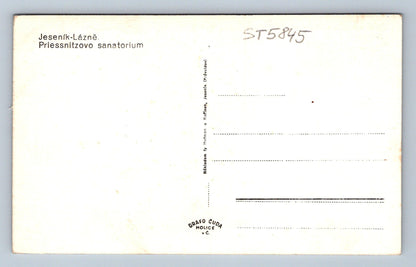 Jeseník-Lázně.
Priessnitzovo sanatorium
ST5845
GRAFO ČUDA
HOLICE